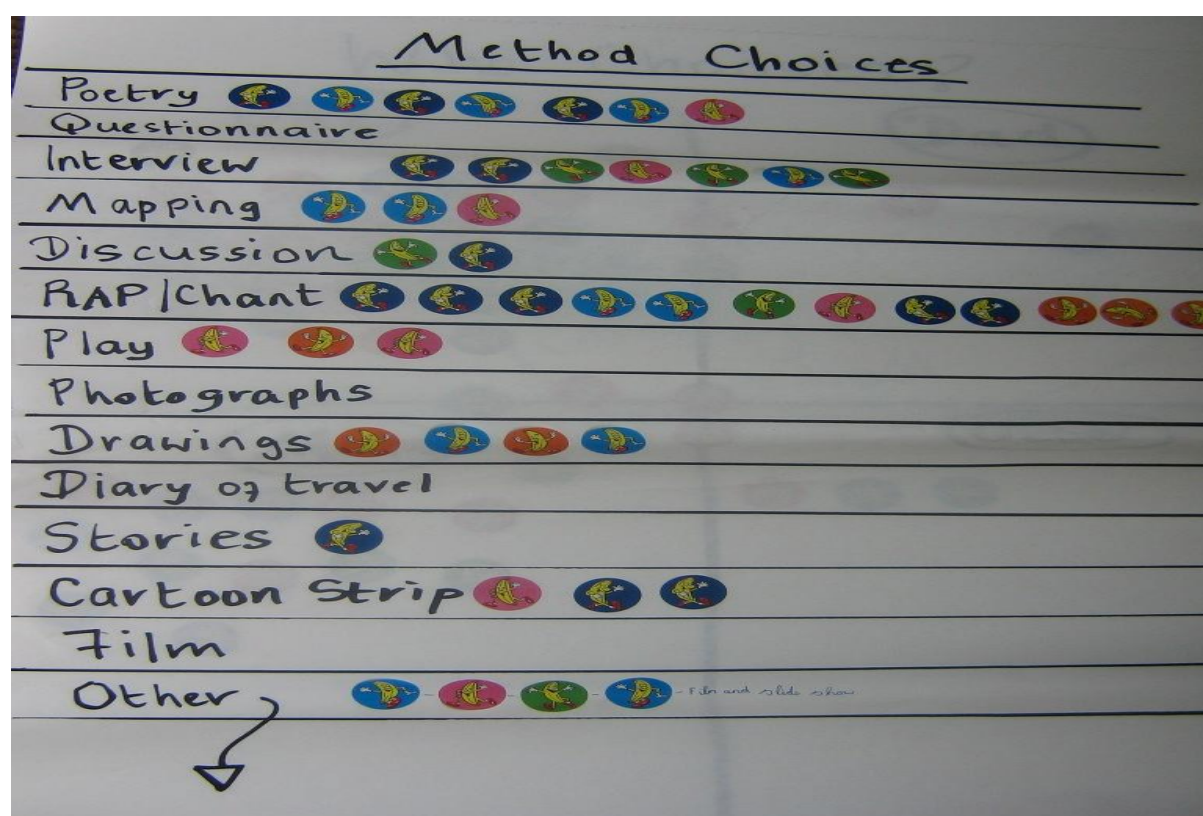 Method Choices
Poetry
Questionnaire
Interview
Mapping
Discussion
RAP/Chant
Play
Photographs
Drawings
Diary of travel
Stories
Cartoon Strip
Film
Other - Film and slide show